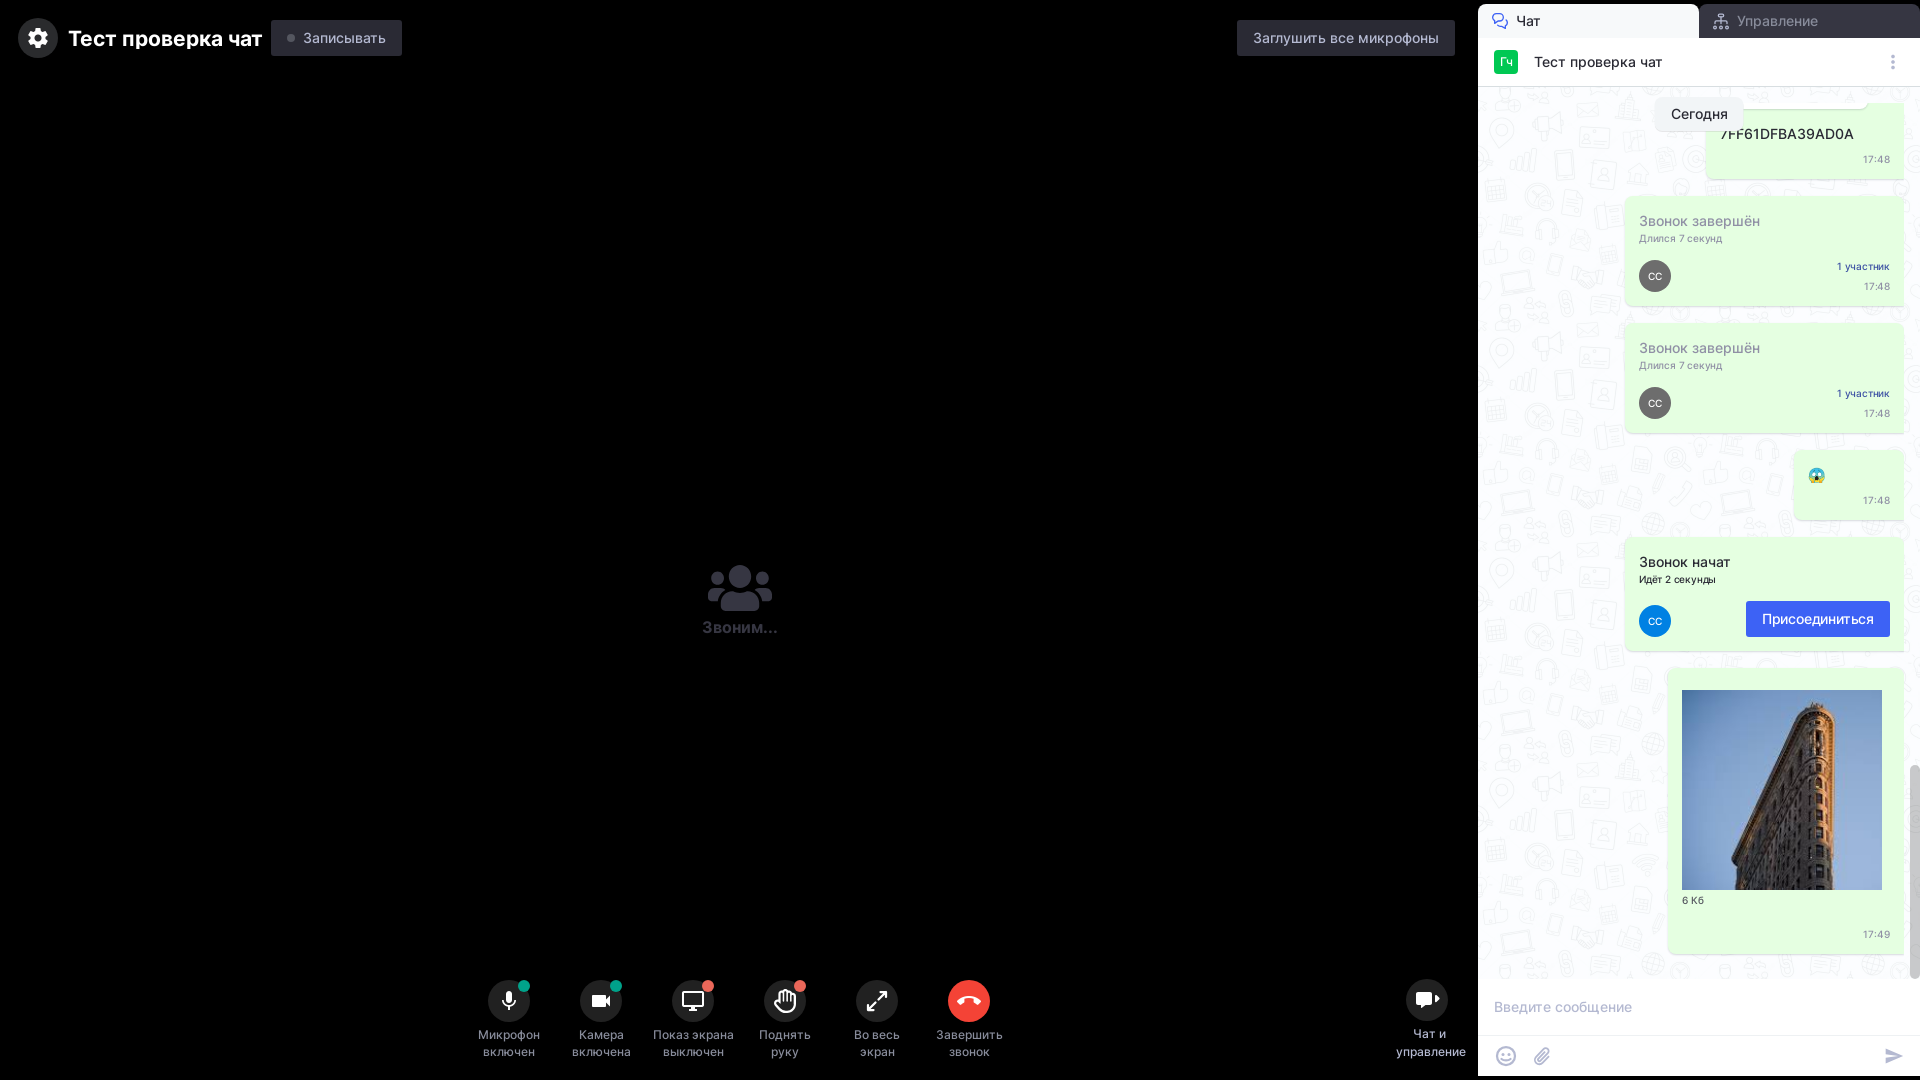 Тест проверка чат
Записывать
Заглушить все микрофоны
Чат
Управление
Гч
Тест проверка чат
Сегодня
7FF61DFBA39AD0A
17:48
Звонок завершён
Длился 7 секунд
СС
1 участник
17:48
Звонок завершён
Длился 7 секунд
СС
1 участник
17:48
17:48
Звонок начат
Идёт 2 секунды
СС
Присоединиться
6 Кб
17:49
Звоним...
Микрофон
включен
Камера
включена
Показ экрана
выключен
Поднять
руку
Во весь
экран
Завершить
звонок
Чат и
управление
Введите сообщение